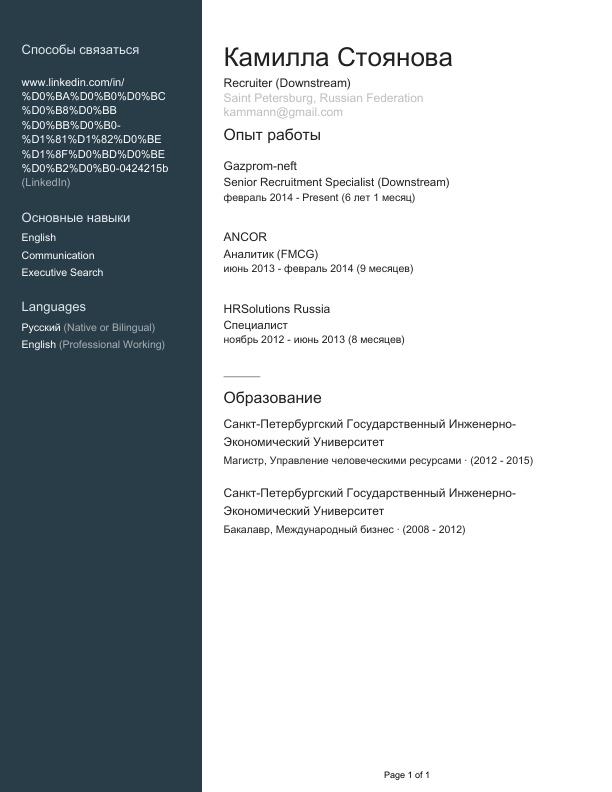 Способы связаться
www.linkedin.com/in/
%D0%BA%D0%B0%D0%BC
%D0%B8%D0%BB
%D0%BB%D0%B0-
%D1%81%D1%82%D0%BE
%D1%8F%D0%BD%D0%BE
%D0%B2%D0%B0-0424215b
(LinkedIn)
Основные навыки
English
Communication
Executive Search
Languages
Русский (Native or Bilingual)
English (Professional Working)
Камилла Стоянова
Recruiter (Downstream)
Saint Petersburg, Russian Federation
kammann@gmail.com
Опыт работы
Gazprom-neft
Senior Recruitment Specialist (Downstream)
февраль 2014 - Present (6 лет 1 месяц)
ANCOR
Аналитик (FMCG)
июнь 2013 - февраль 2014 (9 месяцев)
HRSolutions Russia
Специалист
ноябрь 2012 - июнь 2013 (8 месяцев)
Образование
Санкт-Петербургский Государственный Инженерно-
Экономический Университет
Магистр, Управление человеческими ресурсами · (2012 - 2015)
Санкт-Петербургский Государственный Инженерно-
Экономический Университет
Бакалавр, Международный бизнес · (2008 - 2012)
Page 1 of 1